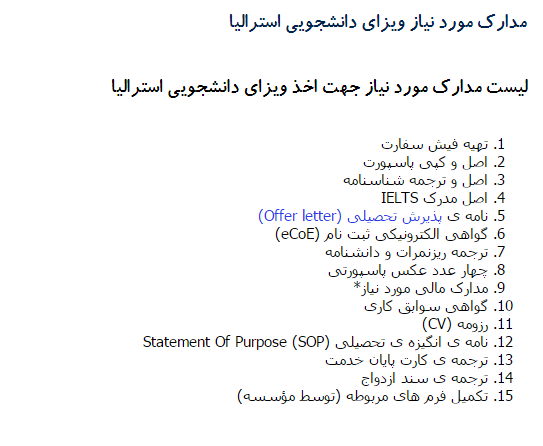 مدارک مورد نیاز ویزای دانشجویی استرالیا
لیست مدارک مورد نیاز جهت اخذ ویزای دانشجویی استرالیا
1. تهیه فیش سفارت
2. اصل و کپی پاسپورت
3. اصل و ترجمه شناسنامه
4. اصل مدرک IELTS
5. نامه ی پذیرش تحصیلی (Offer letter)
6. گواهی الکترونیکی ثبت نام (eCoE)
7. ترجمه ریزنمرات و دانشنامه
8. چهار عدد عکس پاسپورتی
9. مدارک مالی مورد نیاز*
10. گواهی سوابق کاری
11. رزومه (CV)
12. نامه ی انگیزه ی تحصیلی Statement Of Purpose (SOP)
13. ترجمه ی کارت پایان خدمت
14. ترجمه ی سند ازدواج
15. تکمیل فرم های مربوطه (توسط مؤسسه)